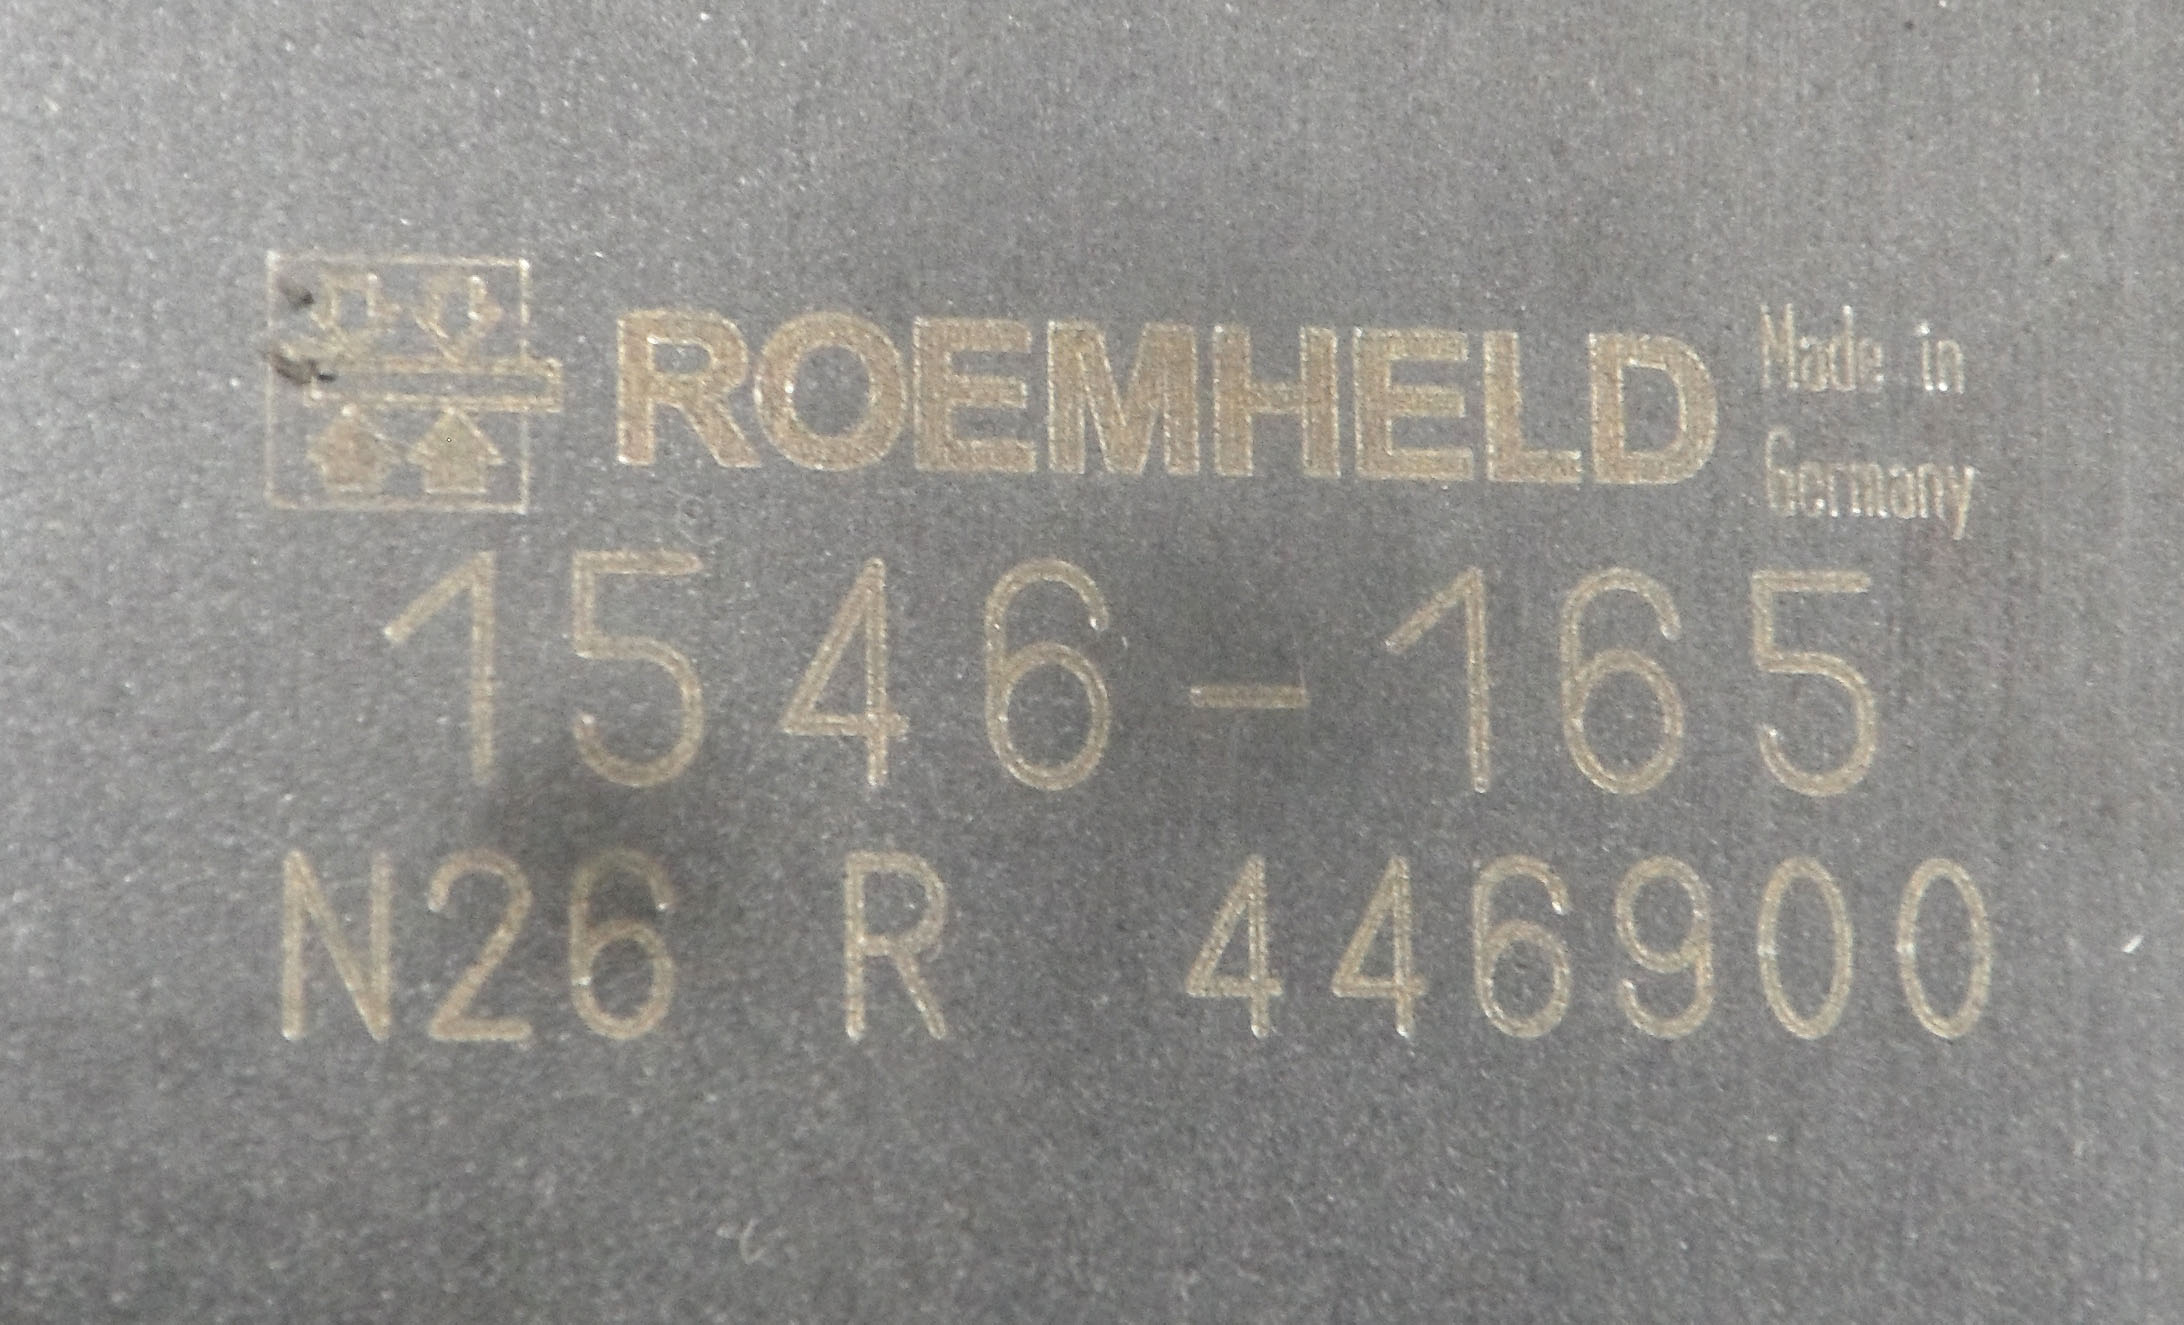 ROEMHELD Made in
Germany
1546-165
N26 R 446900